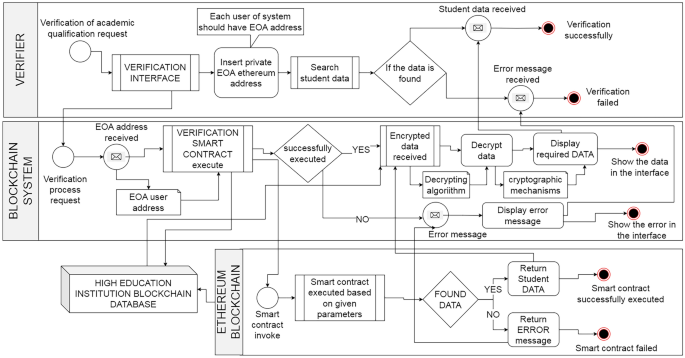 VERIFIER
Verification of academic
qualification request
VERIFICATION
INTERFACE
Each user of system
should have EOA address
Insert private
EOA ethereum
address
Search
student data
If the data is
found
Student data received
Verification
successfully
Error message
received
Verification
failed
BLOCKCHAIN
SYSTEM
Verification
process
request
EOA address
received
EOA user
address
VERIFICATION
SMART
CONTRACT
execute
successfully
executed
YES
NO
Encrypted
data
received
Decrypting
algoriithm
Decrypt
data
cryptographic
mechanisms
Display
required DATA
Show the data
in the interface
Error message
Display error
message
Show the error in
the interface
HIGH EDUCATION
INSTITUTION BLOCKCHAIN
DATABASE
ETHEREUM
BLOCKCHAIN
Smart
contract
invoke
Smart contract
executed based on
given parameters
FOUND
DATA
YES
NO
Return
Student
DATA
Smart contract
successfully executed
Return
ERROR
message
Smart contract failed